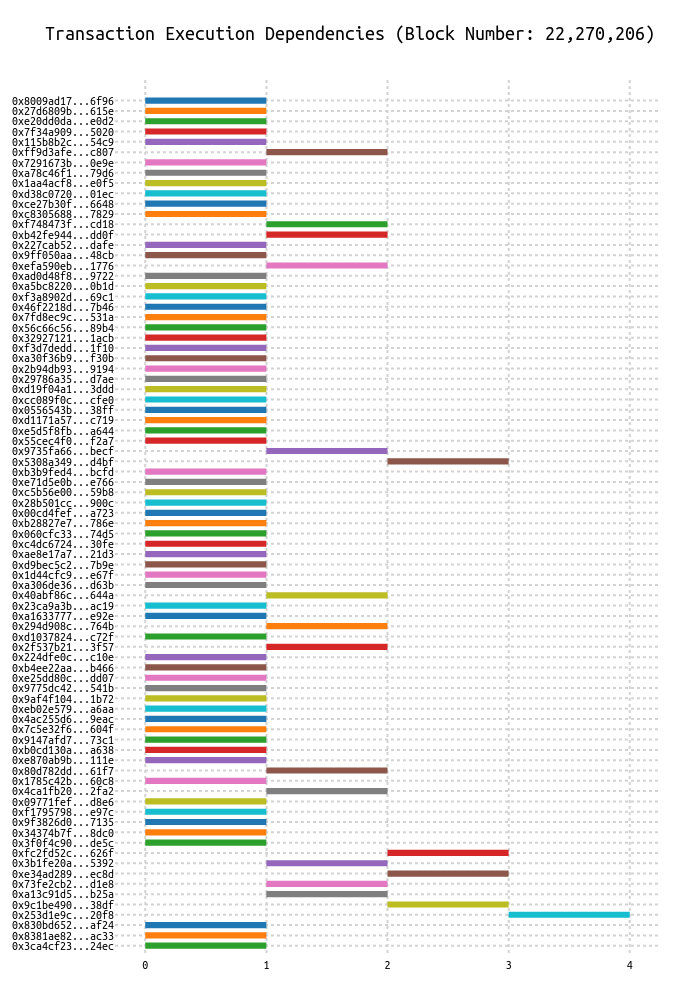 Transaction Execution Dependencies (Block Number: 22,270,206)
0x8009ad17...6f96
0x27d6809b...615e
0xe20dd0da...e0d2
0x7f34a909...5020
0x115b8b2c...54c9
0xff9d3afe...c807
0x7291673b...0e9e
0xa78c46f1...79d6
0x1aa4acf8...e0f5
0xd38c0720...01ec
0xce27b30f...6648
0xc8305688...7829
0xf748473f...cd18
0xb42fe944...dd0f
0x227cab52...dafe
0x9ff050aa...48cb
0xefa590eb...1776
0xad0d48f8...9722
0xa5bc8220...0b1d
0xf3a8902d...69c1
0x46f2218d...7b46
0x7fd8ec9c...531a
0x56c66c56...89b4
0x32927121...1acb
0xf3d7dedd...1f10
0xa30f36b9...f30b
0x2b94db93...9194
0x29786a35...d7ae
0xd19f04a1...3ddd
0xcc089f0c...cfe0
0x0556543b...38ff
0xd1171a57...c719
0xe5d5f8fb...a644
0x55cec4f0...f2a7
0x9735fa66...becf
0x5308a349...d4bf
0xb3b9fed4...bcfd
0xe71d5e0b...e766
0xc5b56e00...59b8
0x28b501cc...900c
0x00cd4fef...a723
0xb28827e7...786e
0x060cfc33...74d5
0xc4dc6724...30fe
0xae8e17a7...21d3
0xd9bec5c2...7b9e
0x1d44cfc9...e67f
0xa306de36...d63b
0x40abf86c...644a
0x23ca9a3b...ac19
0xa1633777...e92e
0x294d908c...764b
0xd1037824...c72f
0x2f537b21...3f57
0x224dfe0c...c10e
0xb4ee22aa...b466
0xe25dd80c...dd07
0x9775dc42...541b
0x9af4f104...1b72
0xeb02e579...a6aa
0x4ac255d6...9eac
0x7c5e32f6...604f
0x9147afd7...73c1
0xb0cd130a...a638
0xe870ab9b...111e
0x80d782dd...61f7
0x1785c42b...60c8
0x4ca1fb20...2fa2
0x09771fef...d8e6
0xf1795798...e97c
0x9f3826d0...7135
0x34374b7f...8dc0
0x3f0f4c90...de5c
0xfc2fd52c...626f
0x3b1fe20a...5392
0xe34ad289...ec8d
0x73fe2cb2...d1e8
0xa13c91d5...b25a
0x9c1be490...38df
0x253d1e9c...20f8
0x830bd652...af24
0x8381ae82...ac33
0x3ca4cf23...24ec
0 1 2 3 4